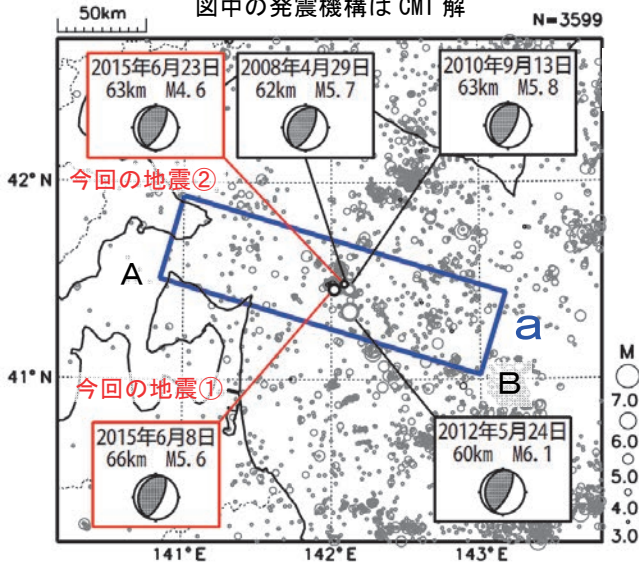 図中の発震機構は CMT 解
50km
N=3599
2015年6月23日
63km M4.6
2008年4月29日
62km M5.7
2010年9月13日
63km M5.8
42°N
今回の地震②
A
a
B
41°N
今回の地震①
2015年6月8日
66km M5.6
2012年5月24日
60km M6.1
M
7.0
6.0
5.0
4.0
3.0
141°E
142°E
143°E